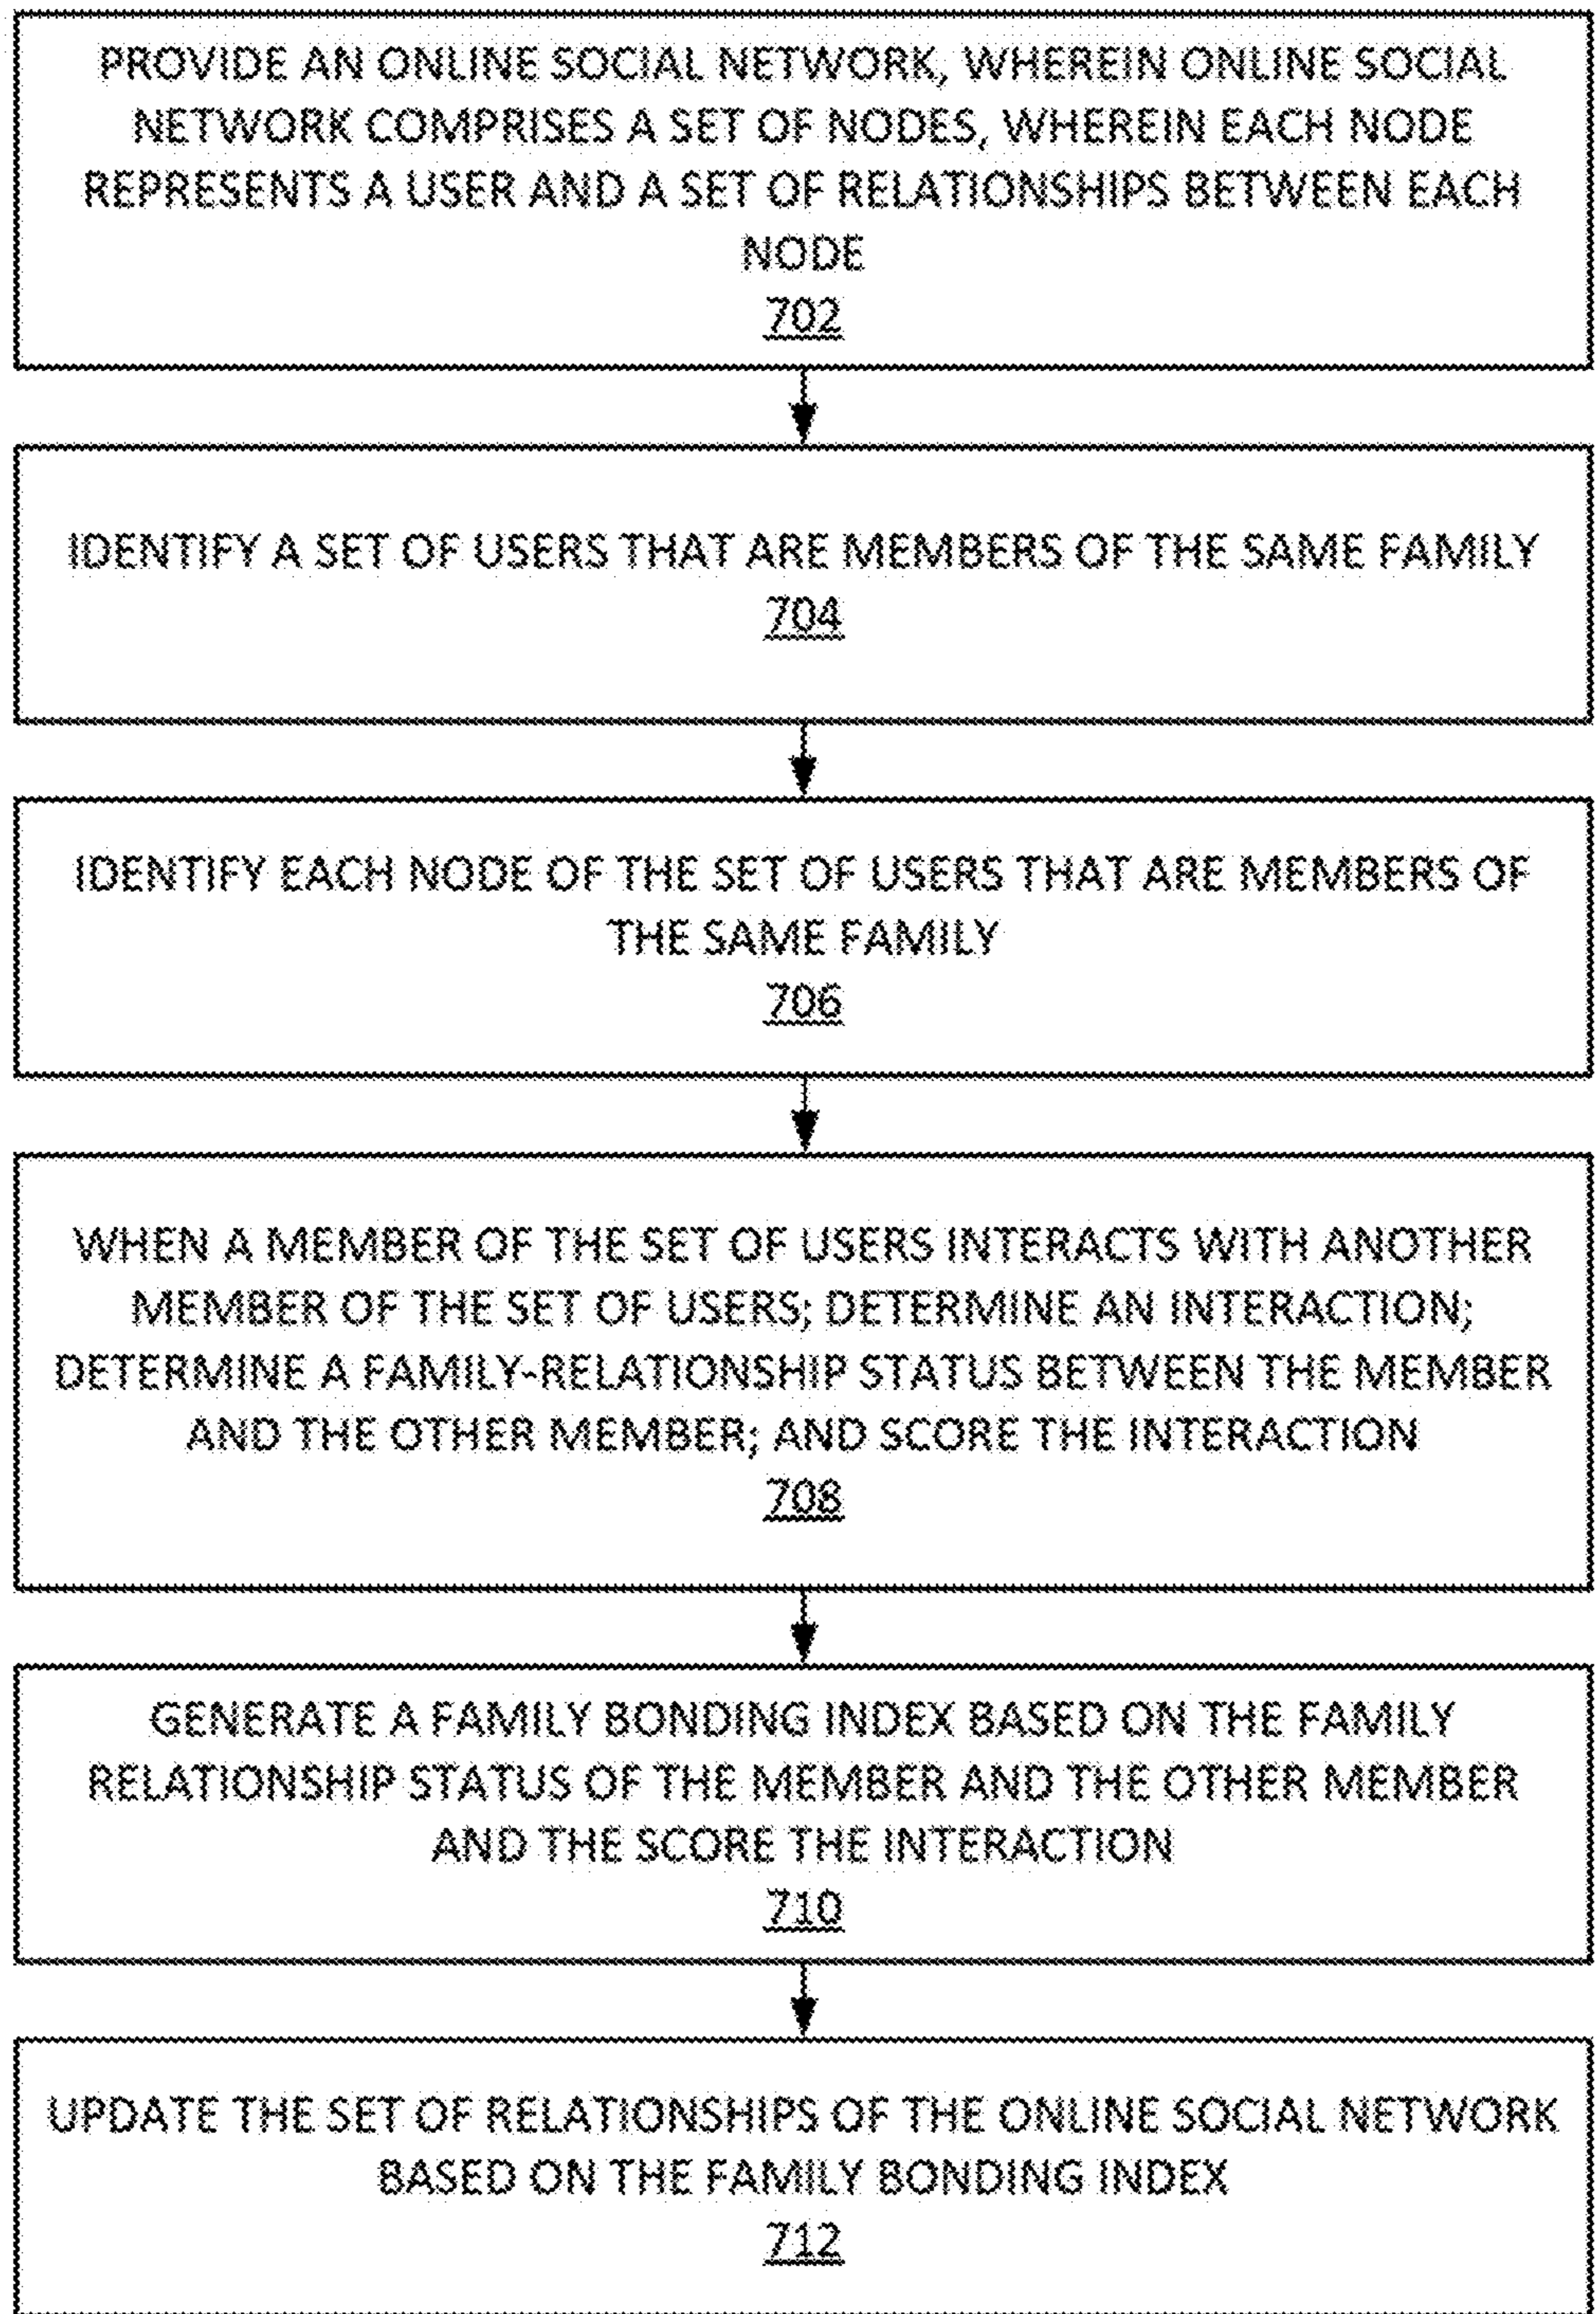 PROVIDE AN ONLINE SOCIAL NETWORK, WHEREIN ONLINE SOCIAL
NETWORK COMPRISES A SET OF NODES, WHEREIN EACH NODE
REPRESENTS A USER AND A SET OF RELATIONSHIPS BETWEEN EACH
NODE
702
IDENTIFY A SET OF USERS THAT ARE MEMBERS OF THE SAME FAMILY
704
IDENTIFY EACH NODE OF THE SET OF USERS THAT ARE MEMBERS OF
THE SAME FAMILY
706
WHEN A MEMBER OF THE SET OF USERS INTERACTS WITH ANOTHER
MEMBER OF THE SET OF USERS; DETERMINE AN INTERACTION;
DETERMINE A FAMILY-RELATIONSHIP STATUS BETWEEN THE MEMBER
AND THE OTHER MEMBER; AND SCORE THE INTERACTION
708
GENERATE A FAMILY BONDING INDEX BASED ON THE FAMILY
RELATIONSHIP STATUS OF THE MEMBER AND THE OTHER MEMBER
AND THE SCORE THE INTERACTION
710
UPDATE THE SET OF RELATIONSHIPS OF THE ONLINE SOCIAL NETWORK
BASED ON THE FAMILY BONDING INDEX
712